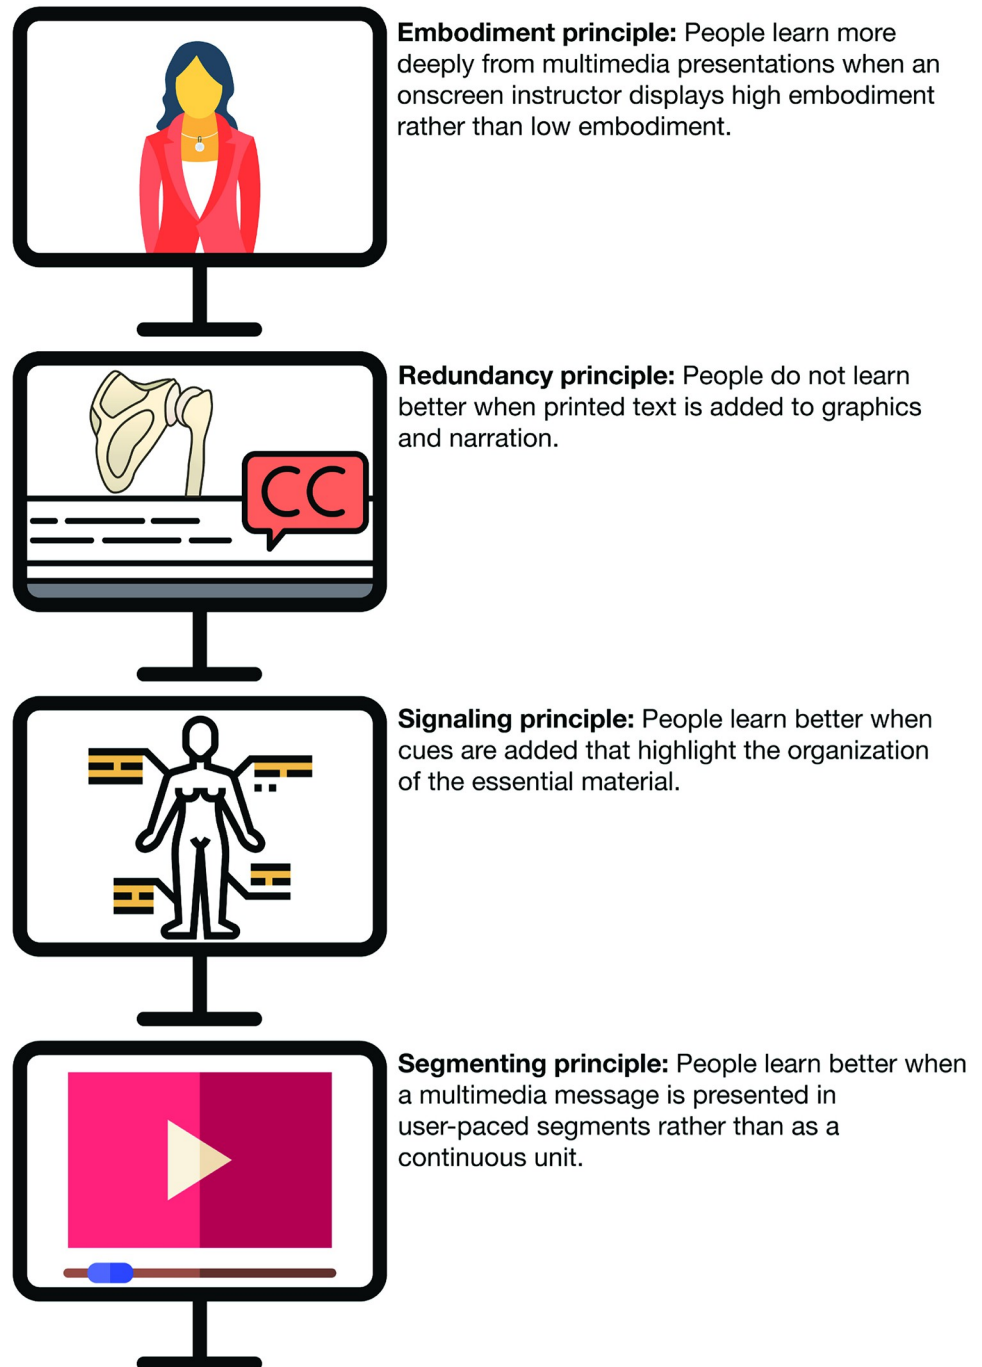 Embodiment principle: People learn more
deeply from multimedia presentations when an
onscreen instructor displays high embodiment
rather than low embodiment.
Redundancy principle: People do not learn
better when printed text is added to graphics
and narration.
CC
Signaling principle: People learn better when
cues are added that highlight the organization
of the essential material.
Segmenting principle: People learn better when
a multimedia message is presented in
user-paced segments rather than as a
continuous unit.